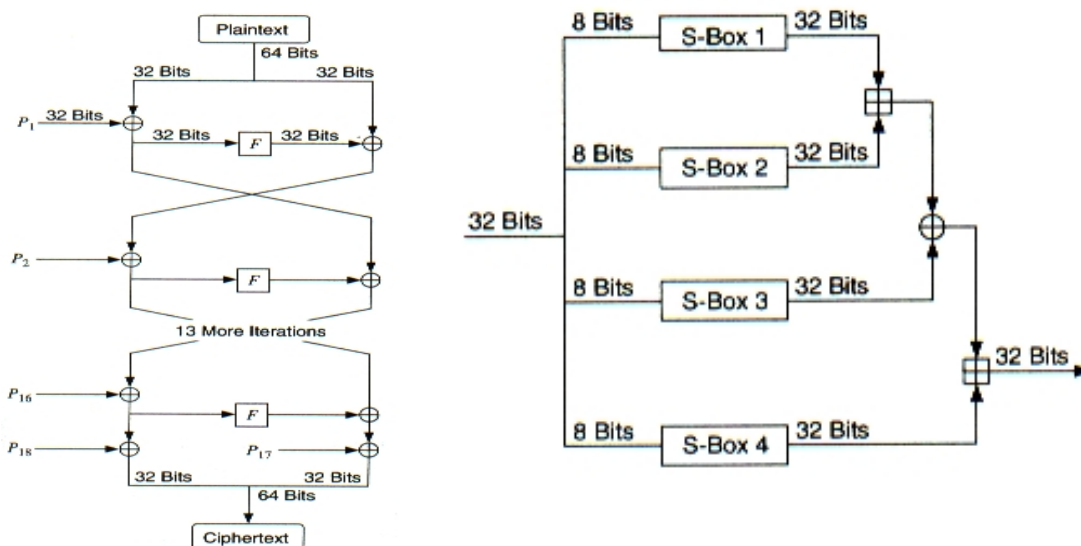 Plaintext
64 Bits
32 Bits 32 Bits
P1 32 Bits
32 Bits F 32 Bits
P2
F
13 More Iterations
P16
F
P18 P17
32 Bits 32 Bits
64 Bits
Ciphertext
8 Bits S-Box 1 32 Bits
8 Bits S-Box 2 32 Bits
32 Bits
8 Bits S-Box 3 32 Bits
32 Bits
8 Bits S-Box 4 32 Bits